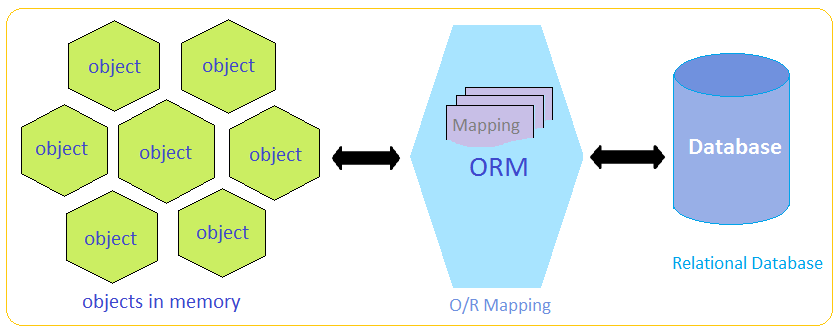 object
object
object
object
object
object
object
objects in memory
Mapping
ORM
O/R Mapping
Database
Relational Database